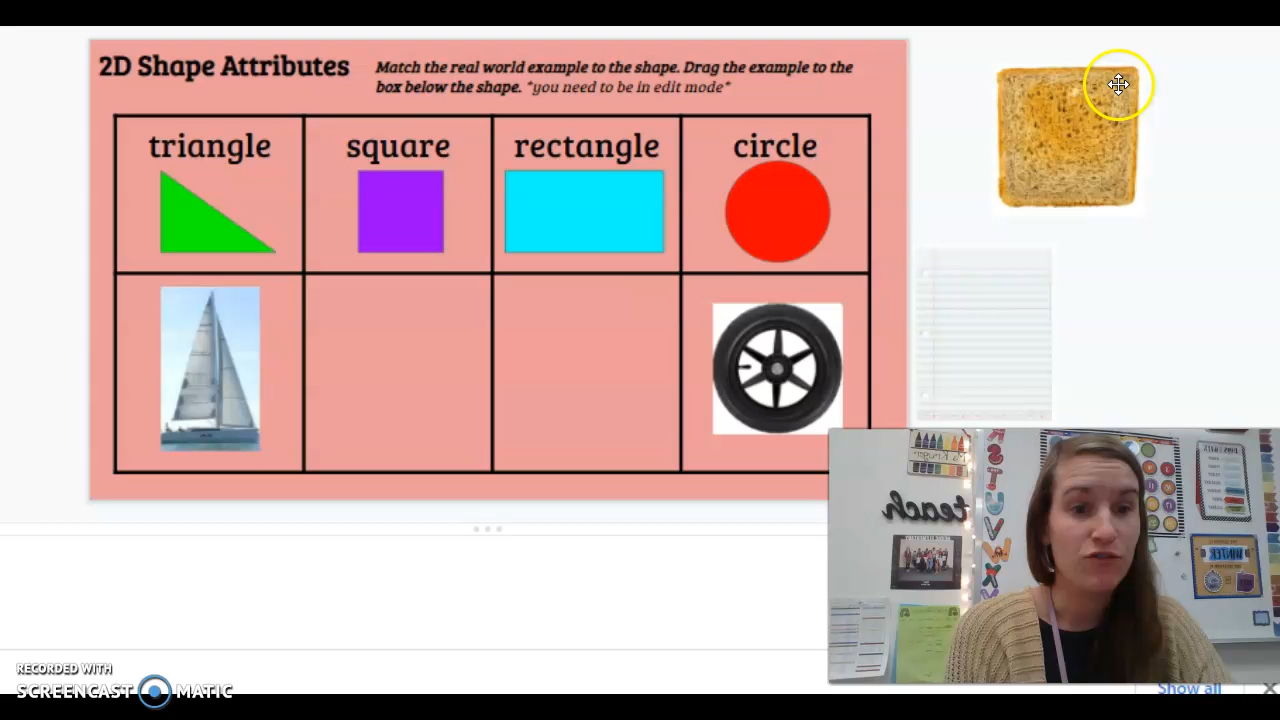 2D Shape Attributes
Match the real world example to the shape. Drag the example to the
box below the shape. *you need to be in edit mode*
triangle
square
rectangle
circle
teach
RECORDED WITH
SCREENCAST MATIC
Show all